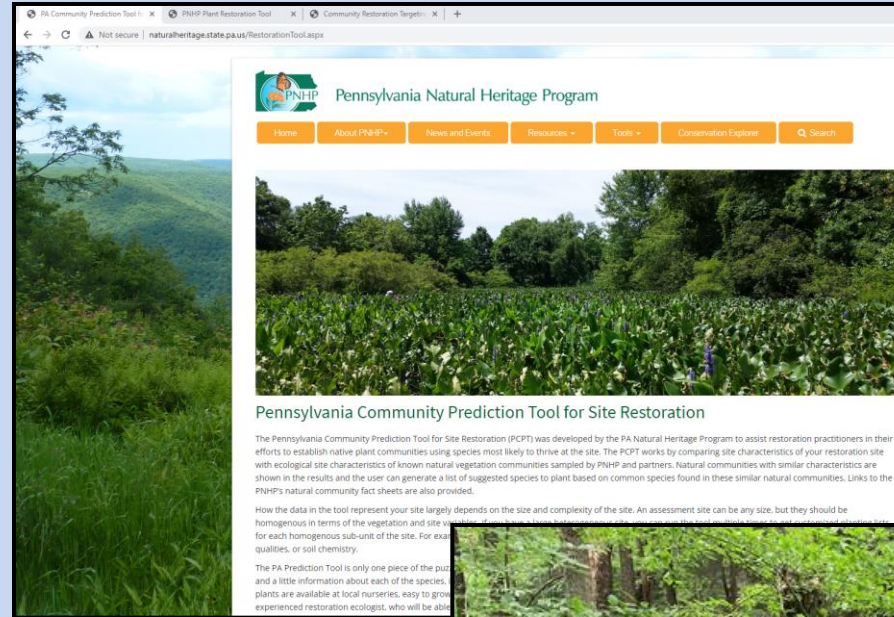 PA Community Prediction Tool f
PNHP Plant Restoration Tool
Community Restoration Targetin
Not secure | naturalheritage.state.pa.us/RestorationTool.aspx
PNHP
Pennsylvania Natural Heritage Program
Home
About PNHP
News and Events
Resources
Tools
Conservation Explorer
Search
Pennsylvania Community Prediction Tool for Site Restoration
The Pennsylvania Community Prediction Tool for Site Restoration (PCPT) was developed by the PA Natural Heritage Program to assist restoration practitioners in their
efforts to establish native plant communities using species most likely to thrive at the site. The PCPT works by comparing site characteristics of your restoration site
with ecological site characteristics of known natural vegetation communities sampled by PNHP and partners. Natural communities with similar characteristics are
shown in the results and the user can generate a list of suggested species to plant based on common species found in these similar natural communities. Links to the
PNHP's natural community fact sheets are also provided.
How the data in the tool represent your site largely depends on the size and complexity of the site. An assessment site can be any size, but they should be
homogenous in terms of the vegetation and site variables. If you have a large heterogeneous site, you can run the tool multiple times to get customized planting lists
for each homogenous sub-unit of the site. For exam
qualities, or soil chemistry.
The PA Prediction Tool is only one piece of the puz
and a little information about each of the species.
plants are available at local nurseries, easy to grow
experienced restoration ecologist, who will be able